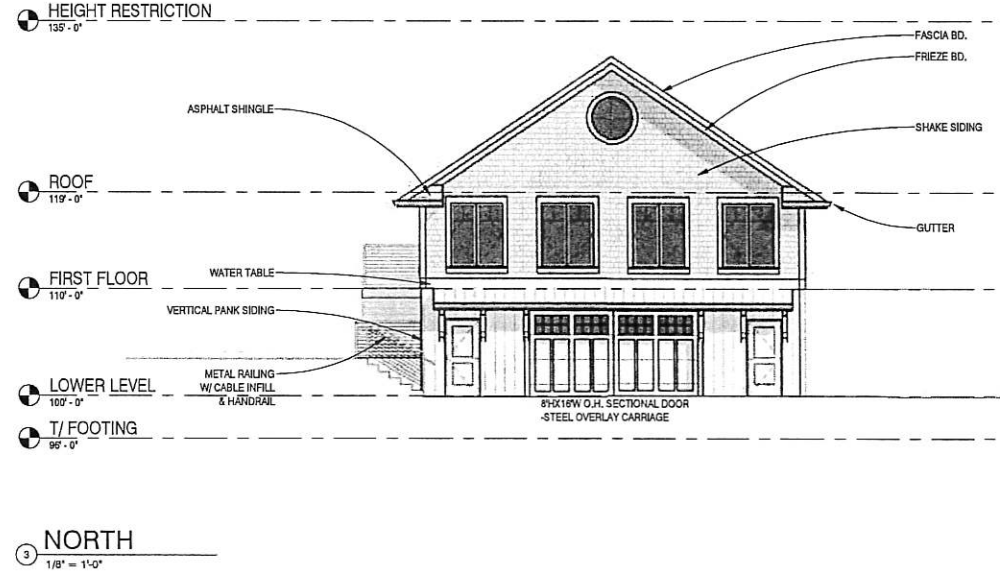 HEIGHT RESTRICTION
135' - 0"
FASCIA BD.
FRIEZE BD.
ASPHALT SHINGLE
SHAKE SIDING
ROOF
119' - 0"
GUTTER
WATER TABLE
FIRST FLOOR
110' - 0"
VERTICAL PANK SIDING
METAL RAILING
W/ CABLE INFILL
& HANDRAIL
LOWER LEVEL
100' - 0"
8'HX16'W O.H. SECTIONAL DOOR
-STEEL OVERLAY CARRIAGE
T/ FOOTING
96' - 0"
3
NORTH
1/8" = 1'-0"